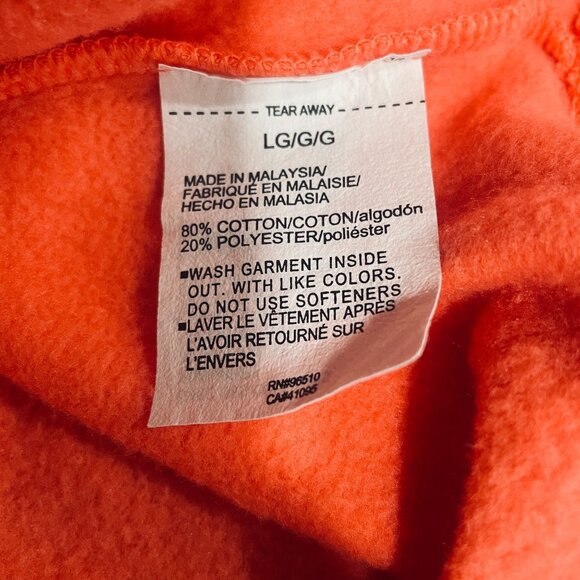 TEAR AWAY
LG/G/G
MADE IN MALAYSIA/
FABRIQUÉ EN MALAISIE/
HECHO EN MALASIA
80% COTTON/COTON/algodón
20% POLYESTER/poliéster
▪WASH GARMENT INSIDE
OUT. WITH LIKE COLORS.
DO NOT USE SOFTENERS
▪LAVER LE VÊTEMENT APRÈS
L'AVOIR RETOURNÉ SUR
L'ENVERS
RN#96510
CA#41095